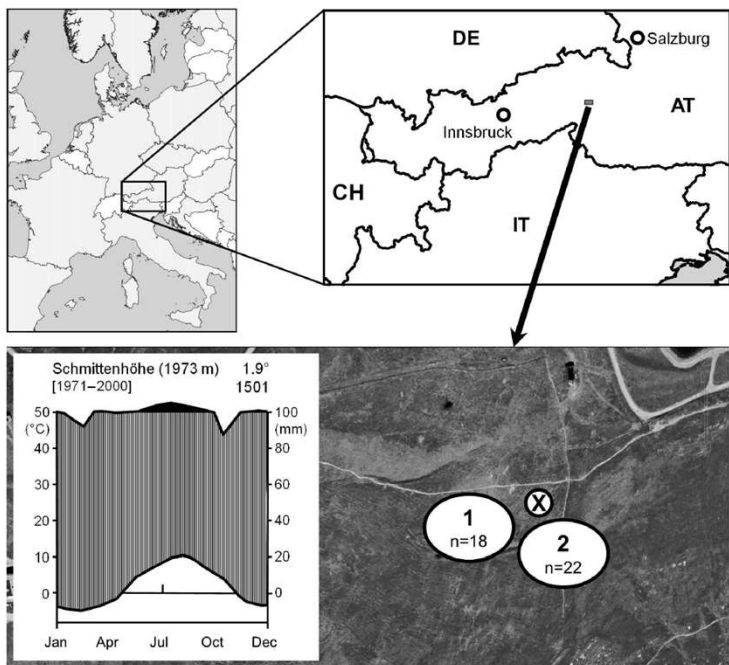 DE
Salzburg
AT
Innsbruck
CH
IT
Schmittenhöhe (1973 m) 1.9°
[1971–2000] 1501
50 100
(°C) (mm)
40 80
30 60
20 40
10 20
0 0
Jan Apr Jul Oct Dec
X
1
n=18
2
n=22